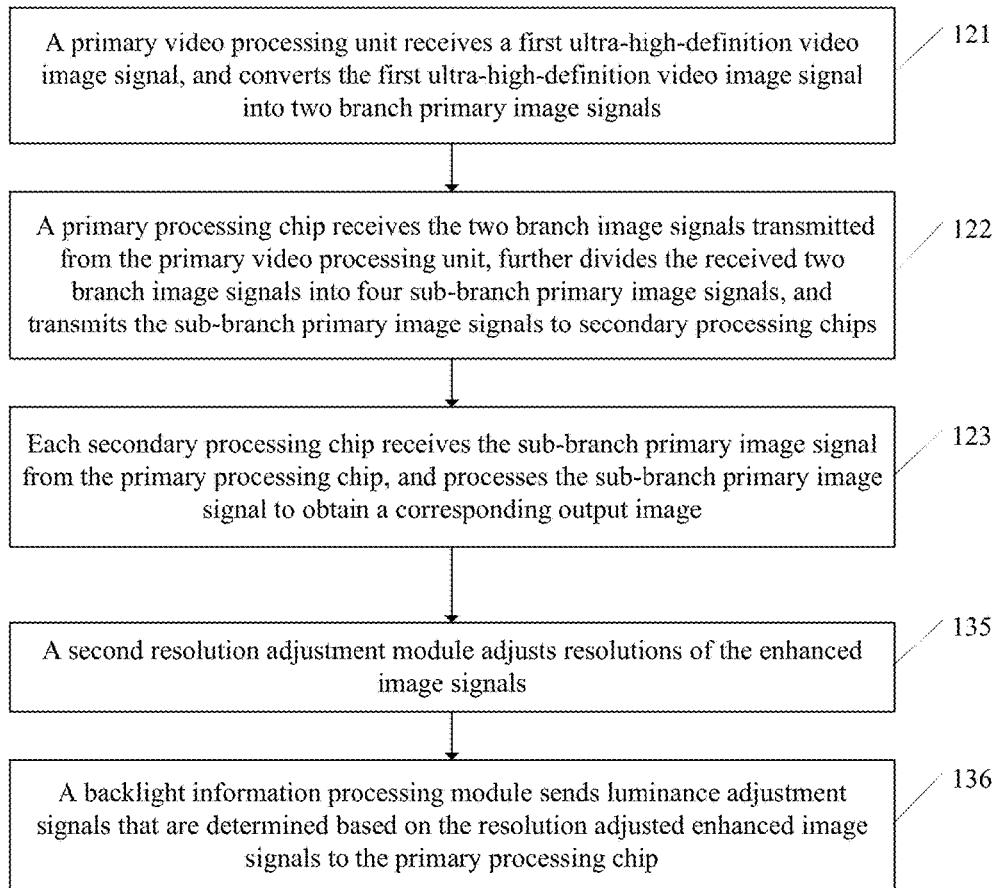 A primary video processing unit receives a first ultra-high-definition video
image signal, and converts the first ultra-high-definition video image signal
into two branch primary image signals
121
A primary processing chip receives the two branch image signals transmitted
from the primary video processing unit, further divides the received two
branch image signals into four sub-branch primary image signals, and
transmits the sub-branch primary image signals to secondary processing chips
122
Each secondary processing chip receives the sub-branch primary image signal
from the primary processing chip, and processes the sub-branch primary image
signal to obtain a corresponding output image
123
A second resolution adjustment module adjusts resolutions of the enhanced
image signals
135
A backlight information processing module sends luminance adjustment
signals that are determined based on the resolution adjusted enhanced image
signals to the primary processing chip
136